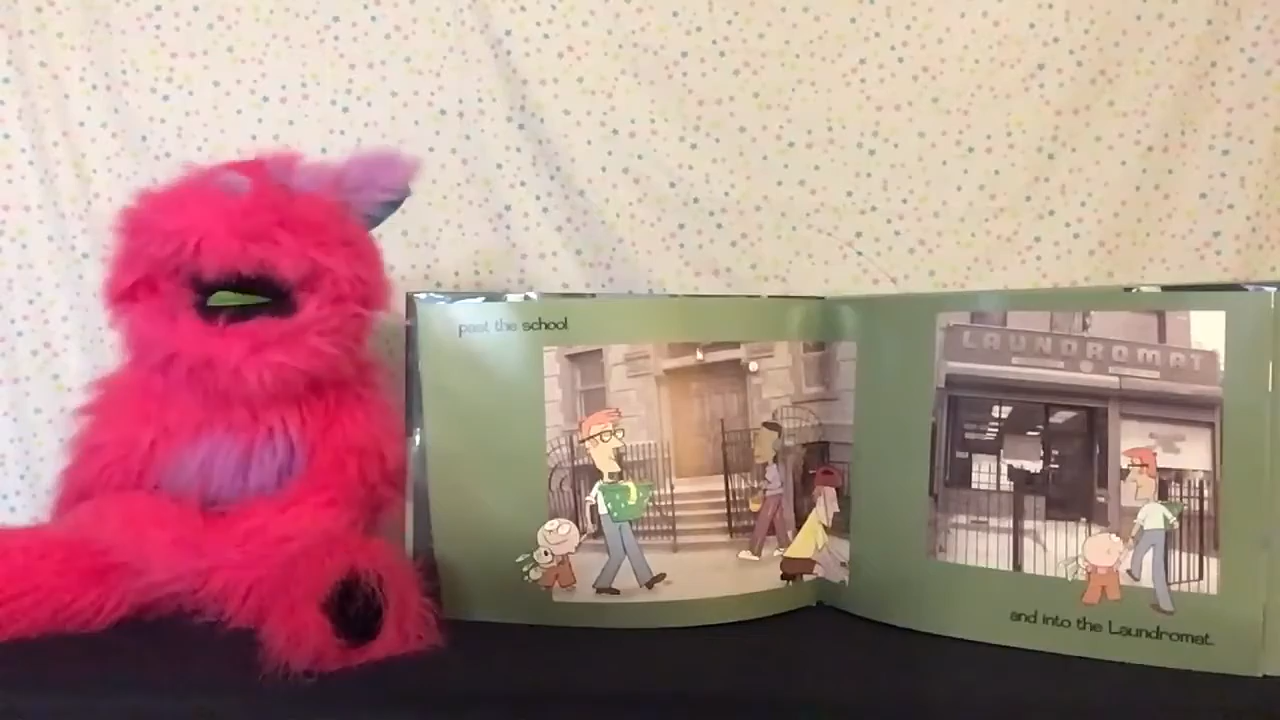 past the school,
LAUNDROMAT
and into the Laundromat.